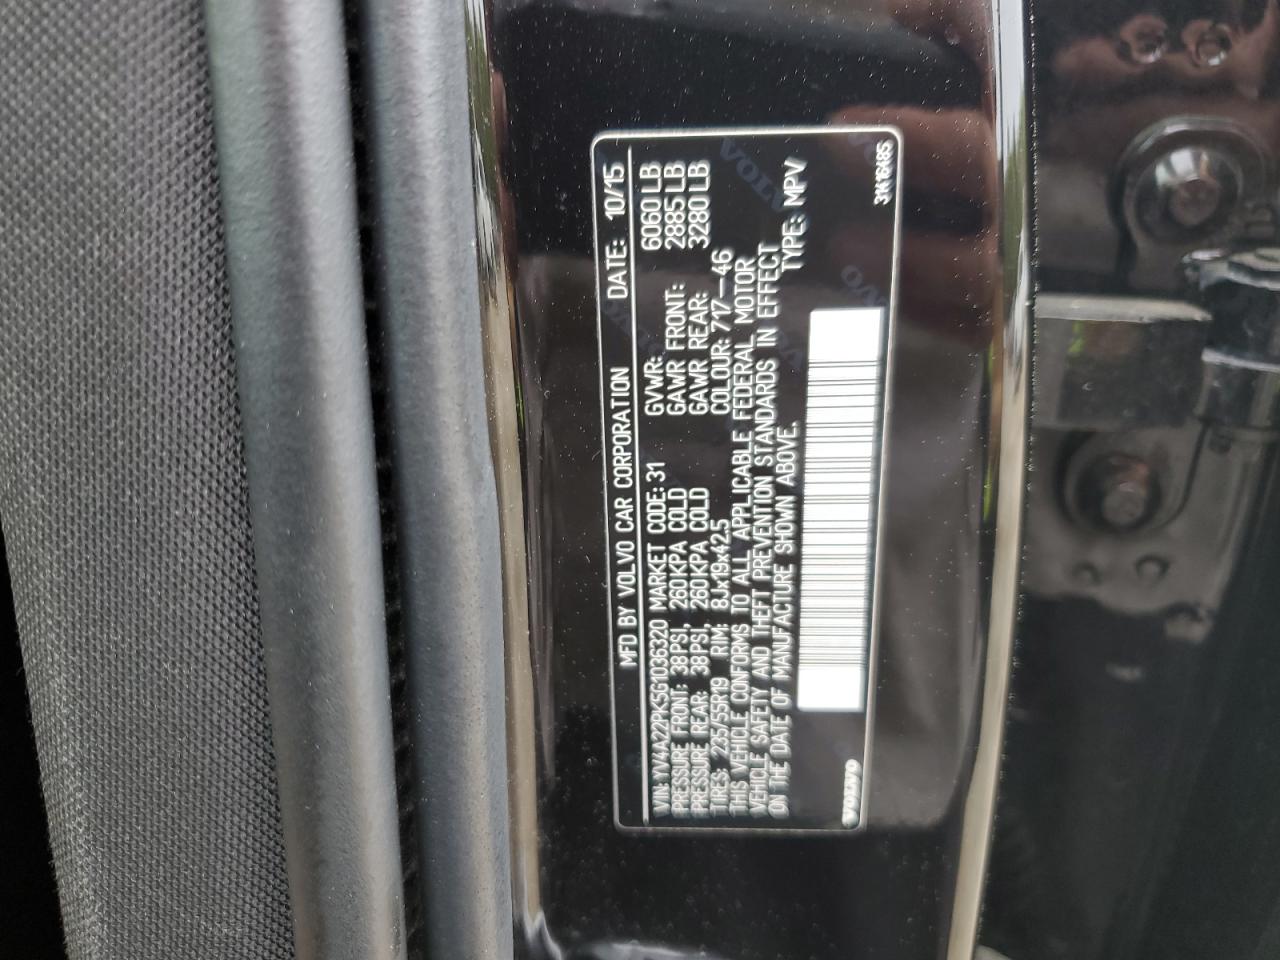 MFD BY VOLVO CAR CORPORATION DATE: 10/15
VIN: YV4A22PK5G1036320 MARKET CODE: 31 GVWR: 6060 LB
PRESSURE FRONT: 38PSI, 260KPA COLD GAWR FRONT: 2885 LB
PRESSURE REAR: 38PSI, 260KPA COLD GAWR REAR: 3280 LB
TIRES: 235/55R19 RIM: 8Jx19x42.5 COLOUR: 717-46
THIS VEHICLE CONFORMS TO ALL APPLICABLE FEDERAL MOTOR
VEHICLE SAFETY AND THEFT PREVENTION STANDARDS IN EFFECT
ON THE DATE OF MANUFACTURE SHOWN ABOVE. TYPE: MPV
VOLVO 31416485